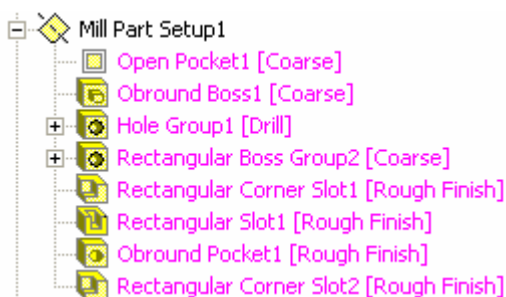 Mill Part Setup1
Open Pocket1 [Coarse]
Obround Boss1 [Coarse]
Hole Group1 [Drill]
Rectangular Boss Group2 [Coarse]
Rectangular Corner Slot1 [Rough Finish]
Rectangular Slot1 [Rough Finish]
Obround Pocket1 [Rough Finish]
Rectangular Corner Slot2 [Rough Finish]